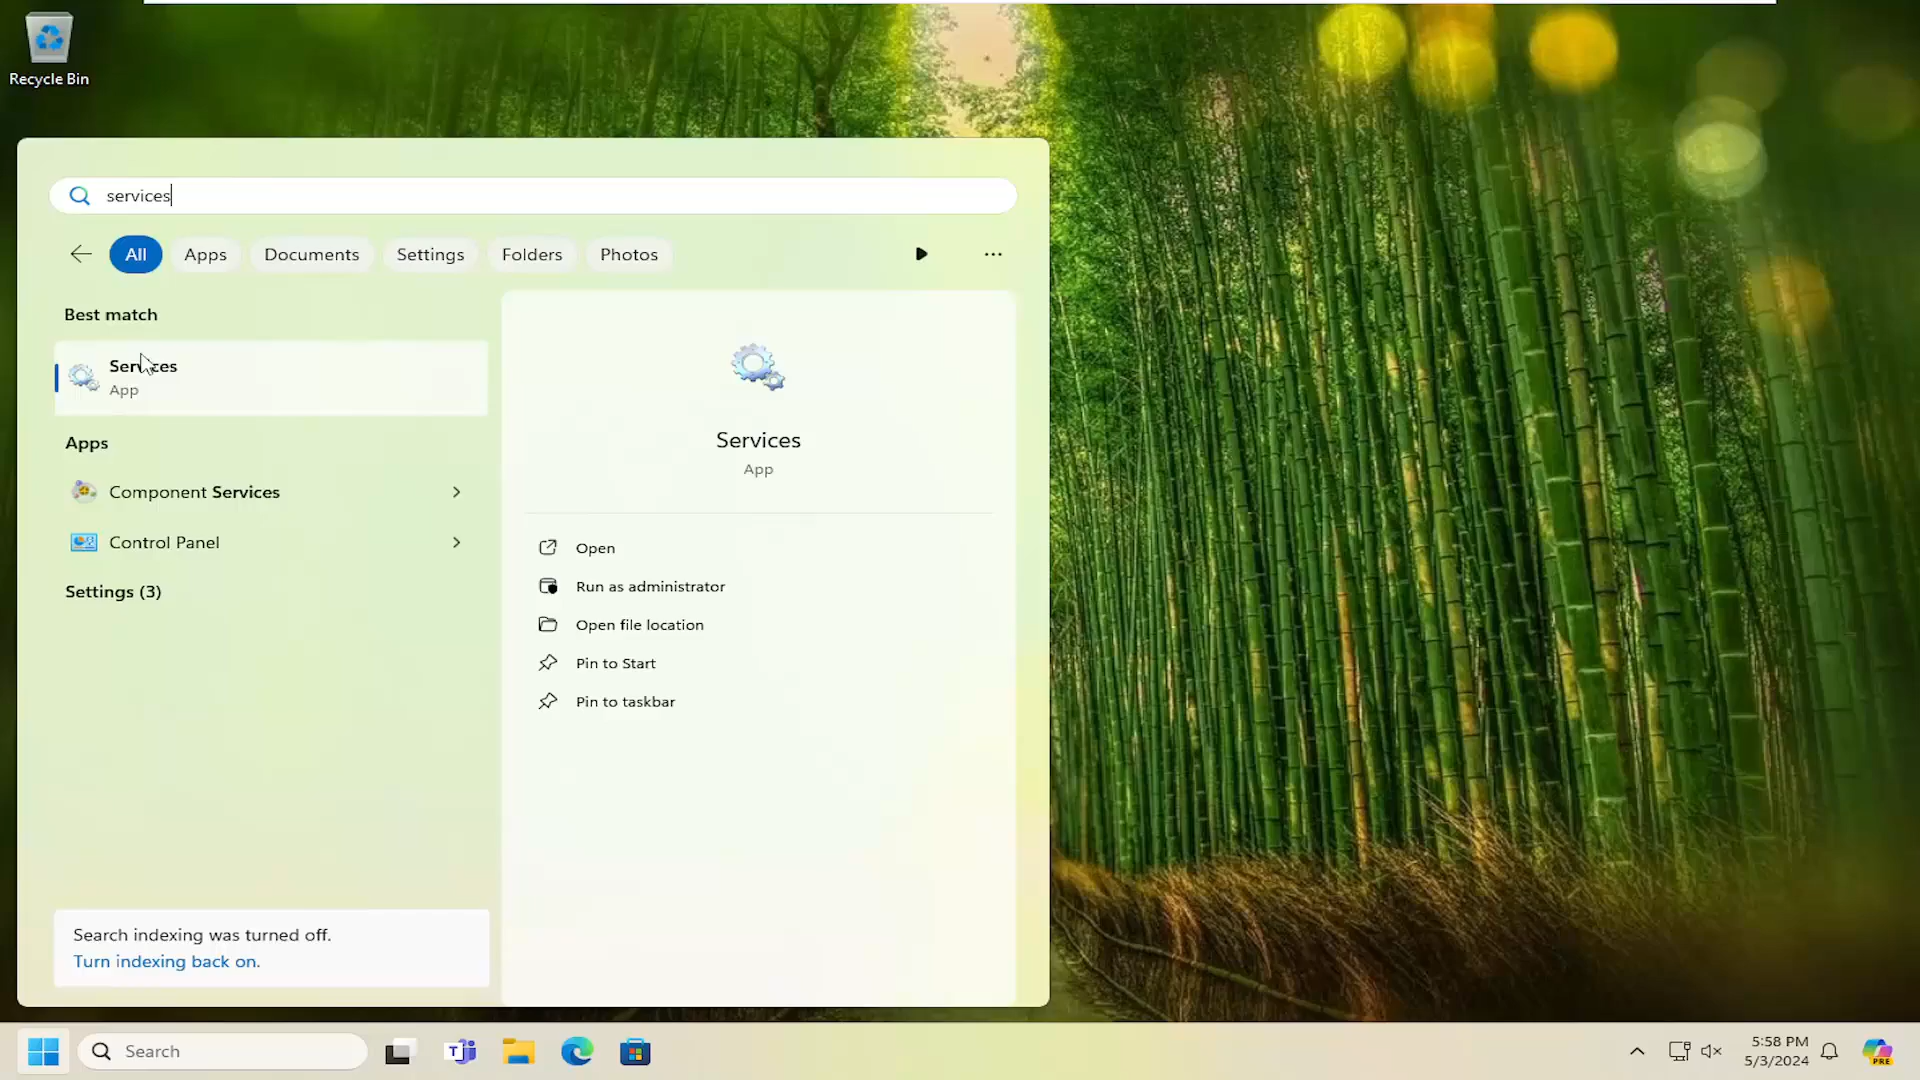 Recycle Bin
services
All
Apps
Documents
Settings
Folders
Photos
Best match
Services
App
Apps
Component Services
Control Panel
Settings (3)
Search indexing was turned off.
Turn indexing back on.
Services
App
Open
Run as administrator
Open file location
Pin to Start
Pin to taskbar
Search
T
5:58 PM
5/3/2024
PRE